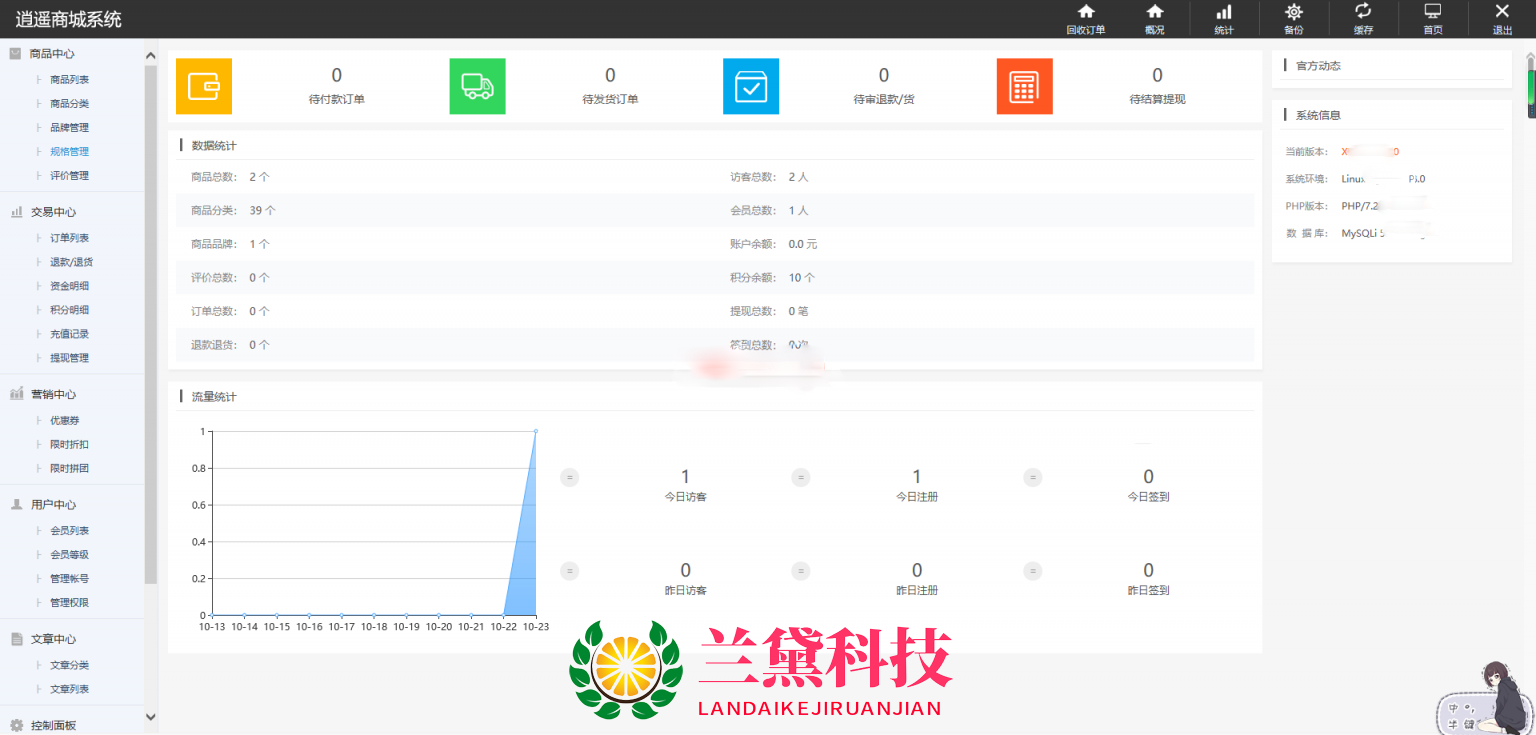 逍遥商城系统
回收订单 概况 统计 备份 缓存 首页 退出
商品中心
商品列表
商品分类
品牌管理
规格管理
评价管理
交易中心
订单列表
退款/退货
资金明细
积分明细
充值记录
提现管理
营销中心
优惠券
限时折扣
限时拼团
用户中心
会员列表
会员等级
管理帐号
管理权限
文章中心
文章分类
文章列表
控制面板
0
待付款订单
0
待发货订单
0
待审退款/货
0
待结算提现
数据统计
商品总数: 2 个 访客总数: 2 人
商品分类: 39 个 会员总数: 1 人
商品品牌: 1 个 账户余额: 0.0 元
评价总数: 0 个 积分余额: 10 个
订单总数: 0 个 提现总数: 0 笔
退款退货: 0 个 签到总数:
流量统计
1
0.8
0.6
0.4
0.2
0
10-13 10-14 10-15 10-16 10-17 10-18 10-19 10-20 10-21 10-22 10-23
= 1 = 1 = 0
今日访客 今日注册 今日签到
= 0 = 0 = 0
昨日访客 昨日注册 昨日签到
官方动态
系统信息
当前版本:
系统环境: Linux
PHP版本: PHP/7.2
数 据 库: MySQLi 5
兰黛科技
LANDAIKEJIRUANJIAN
中 °,
半